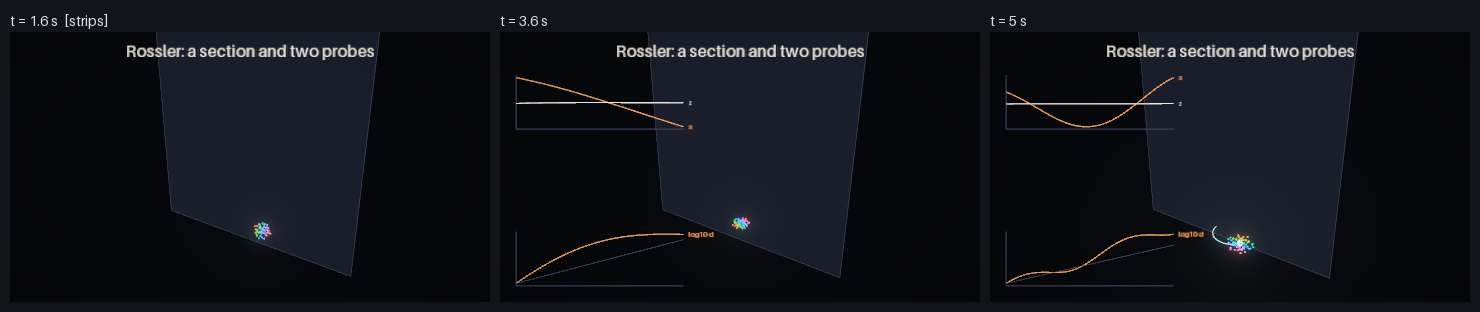 t = 1.6 s [strips]
t = 3.6 s
t = 5 s
Rossler: a section and two probes
Rossler: a section and two probes
Rossler: a section and two probes
z
x
log10 d
x
z
log10 d